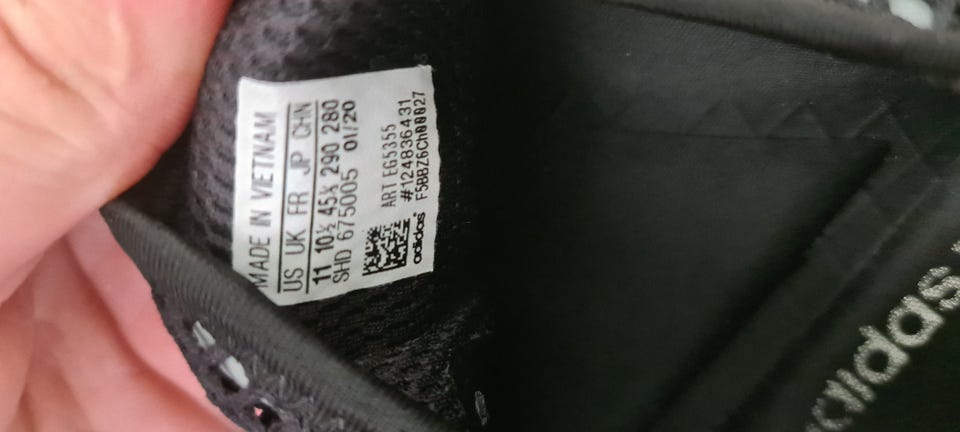 MADE IN VIETNAM
US UK FR JP CHN
11 10½ 45⅓ 290 280
SHD 675005 01/20
ART EG5355
#124836431
F5BBZ6Ch00027
adidas
adidas